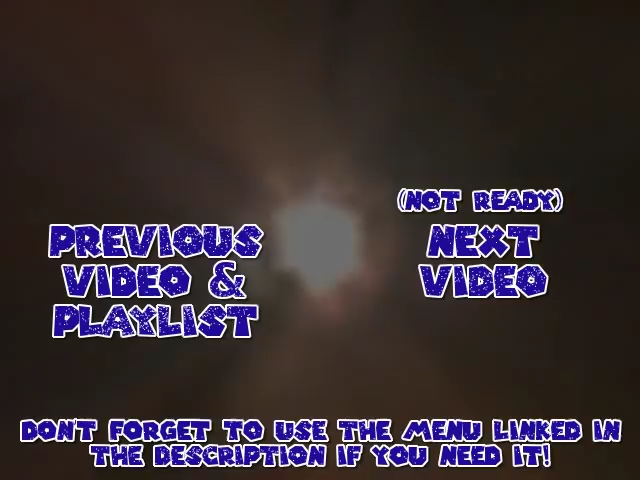 PREVIOUS
VIDEO &
PLAYLIST
(NOT READY)
NEXT
VIDEO
DON'T FORGET TO USE THE MENU LINKED IN
THE DESCRIPTION IF YOU NEED IT!